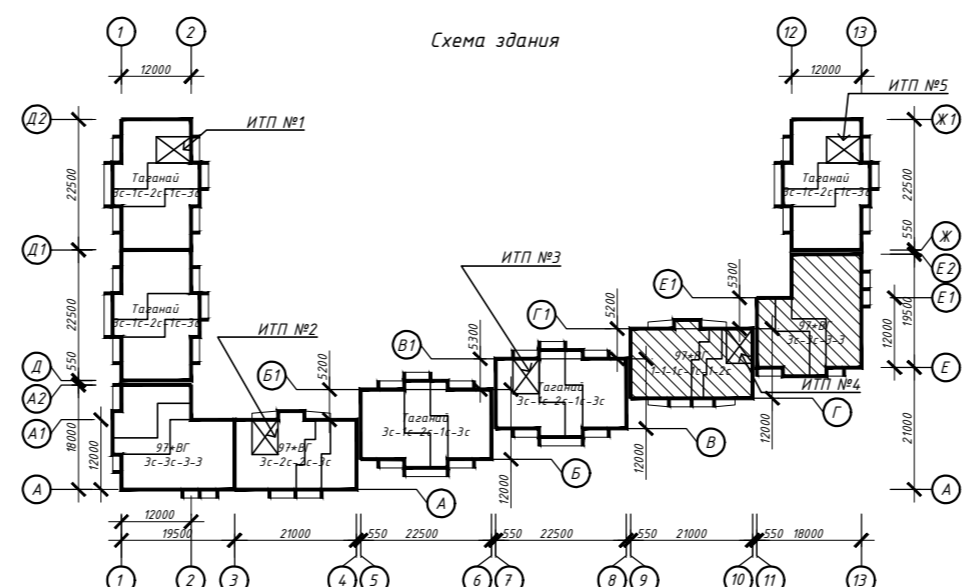 1 2 12 13
Схема здания
12000 12000
ИТП №5
Д2 ИТП №1 Ж1
22500 Таганай Таганай 22500
3с-1с-2с-1с-3с 3с-1с-2с-1с-3с
Д1 550 Ж
ИТП №3 Е2
Е1 5300 Е1
22500 Таганай Г1 5200 12000 19500
3с-1с-2с-1с-3с 97*ВГ
ИТП №2 В1 5300 97*ВГ 3с-3с-3-3
Д 550 5200 1-1-1с-1с-1-2с Е
А2 Б1 Таганай ИТП №4
3с-1с-2с-1с-3с
А1 Таганай Г
18000 12000 3с-1с-2с-1с-3с В 12000 21000
97*ВГ 97*ВГ
3с-3с-3-3 3с-2с-2с-3с Б 12000
А А 12000 А
12000
19500 21000 550 22500 550 22500 550 21000 550 18000
1 2 3 4 5 6 7 8 9 10 11 13